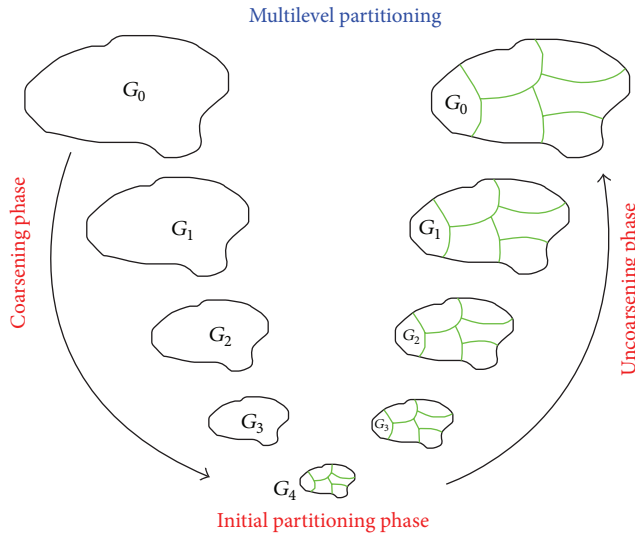 Multilevel partitioning
G₀
G₀
G₁
G₁
G₂
G₂
G₃
G₃
G₄
Coarsening phase
Uncoarsening phase
Initial partitioning phase